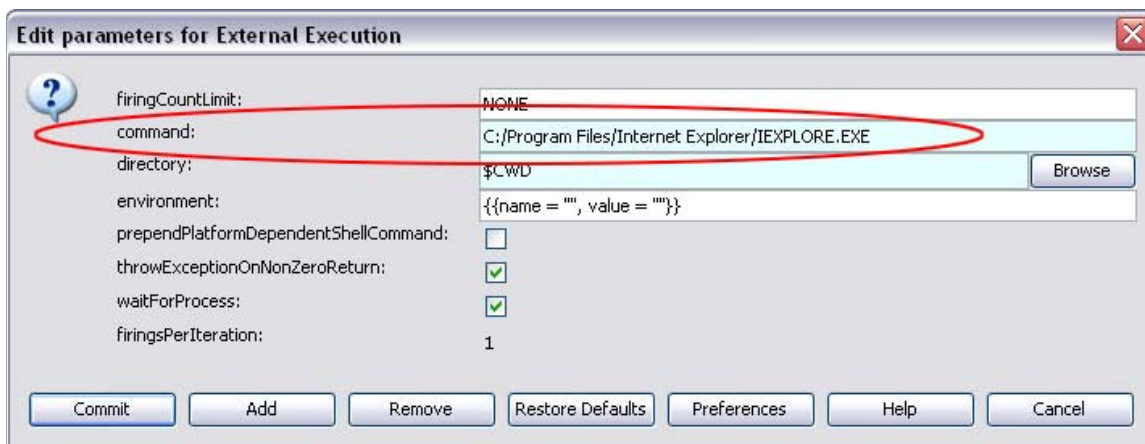 Edit parameters for External Execution
firingCountLimit: NONE
command: C:/Program Files/Internet Explorer/IEXPLORE.EXE
directory: $CWD Browse
environment: {{name = "", value = ""}}
prependPlatformDependentShellCommand:
throwExceptionOnNonZeroReturn:
waitForProcess:
firingsPerIteration: 1
Commit Add Remove Restore Defaults Preferences Help Cancel